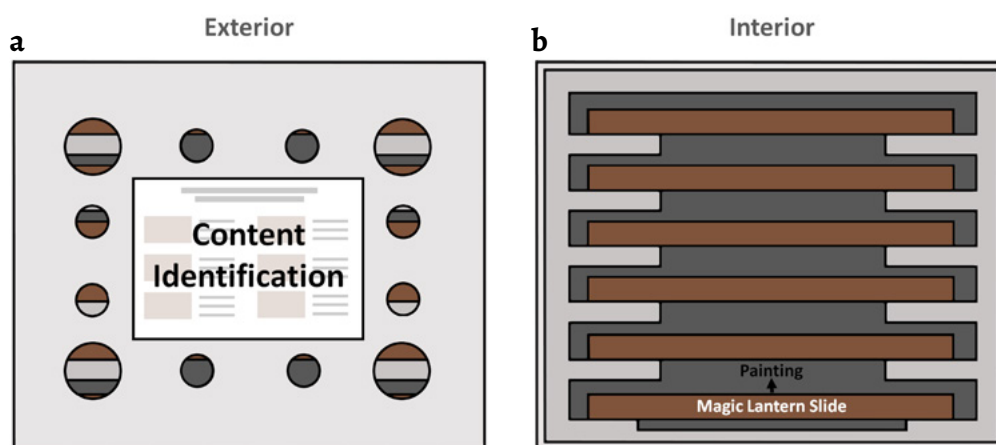 Exterior
a
Content
Identification
Interior
b
Painting
Magic Lantern Slide